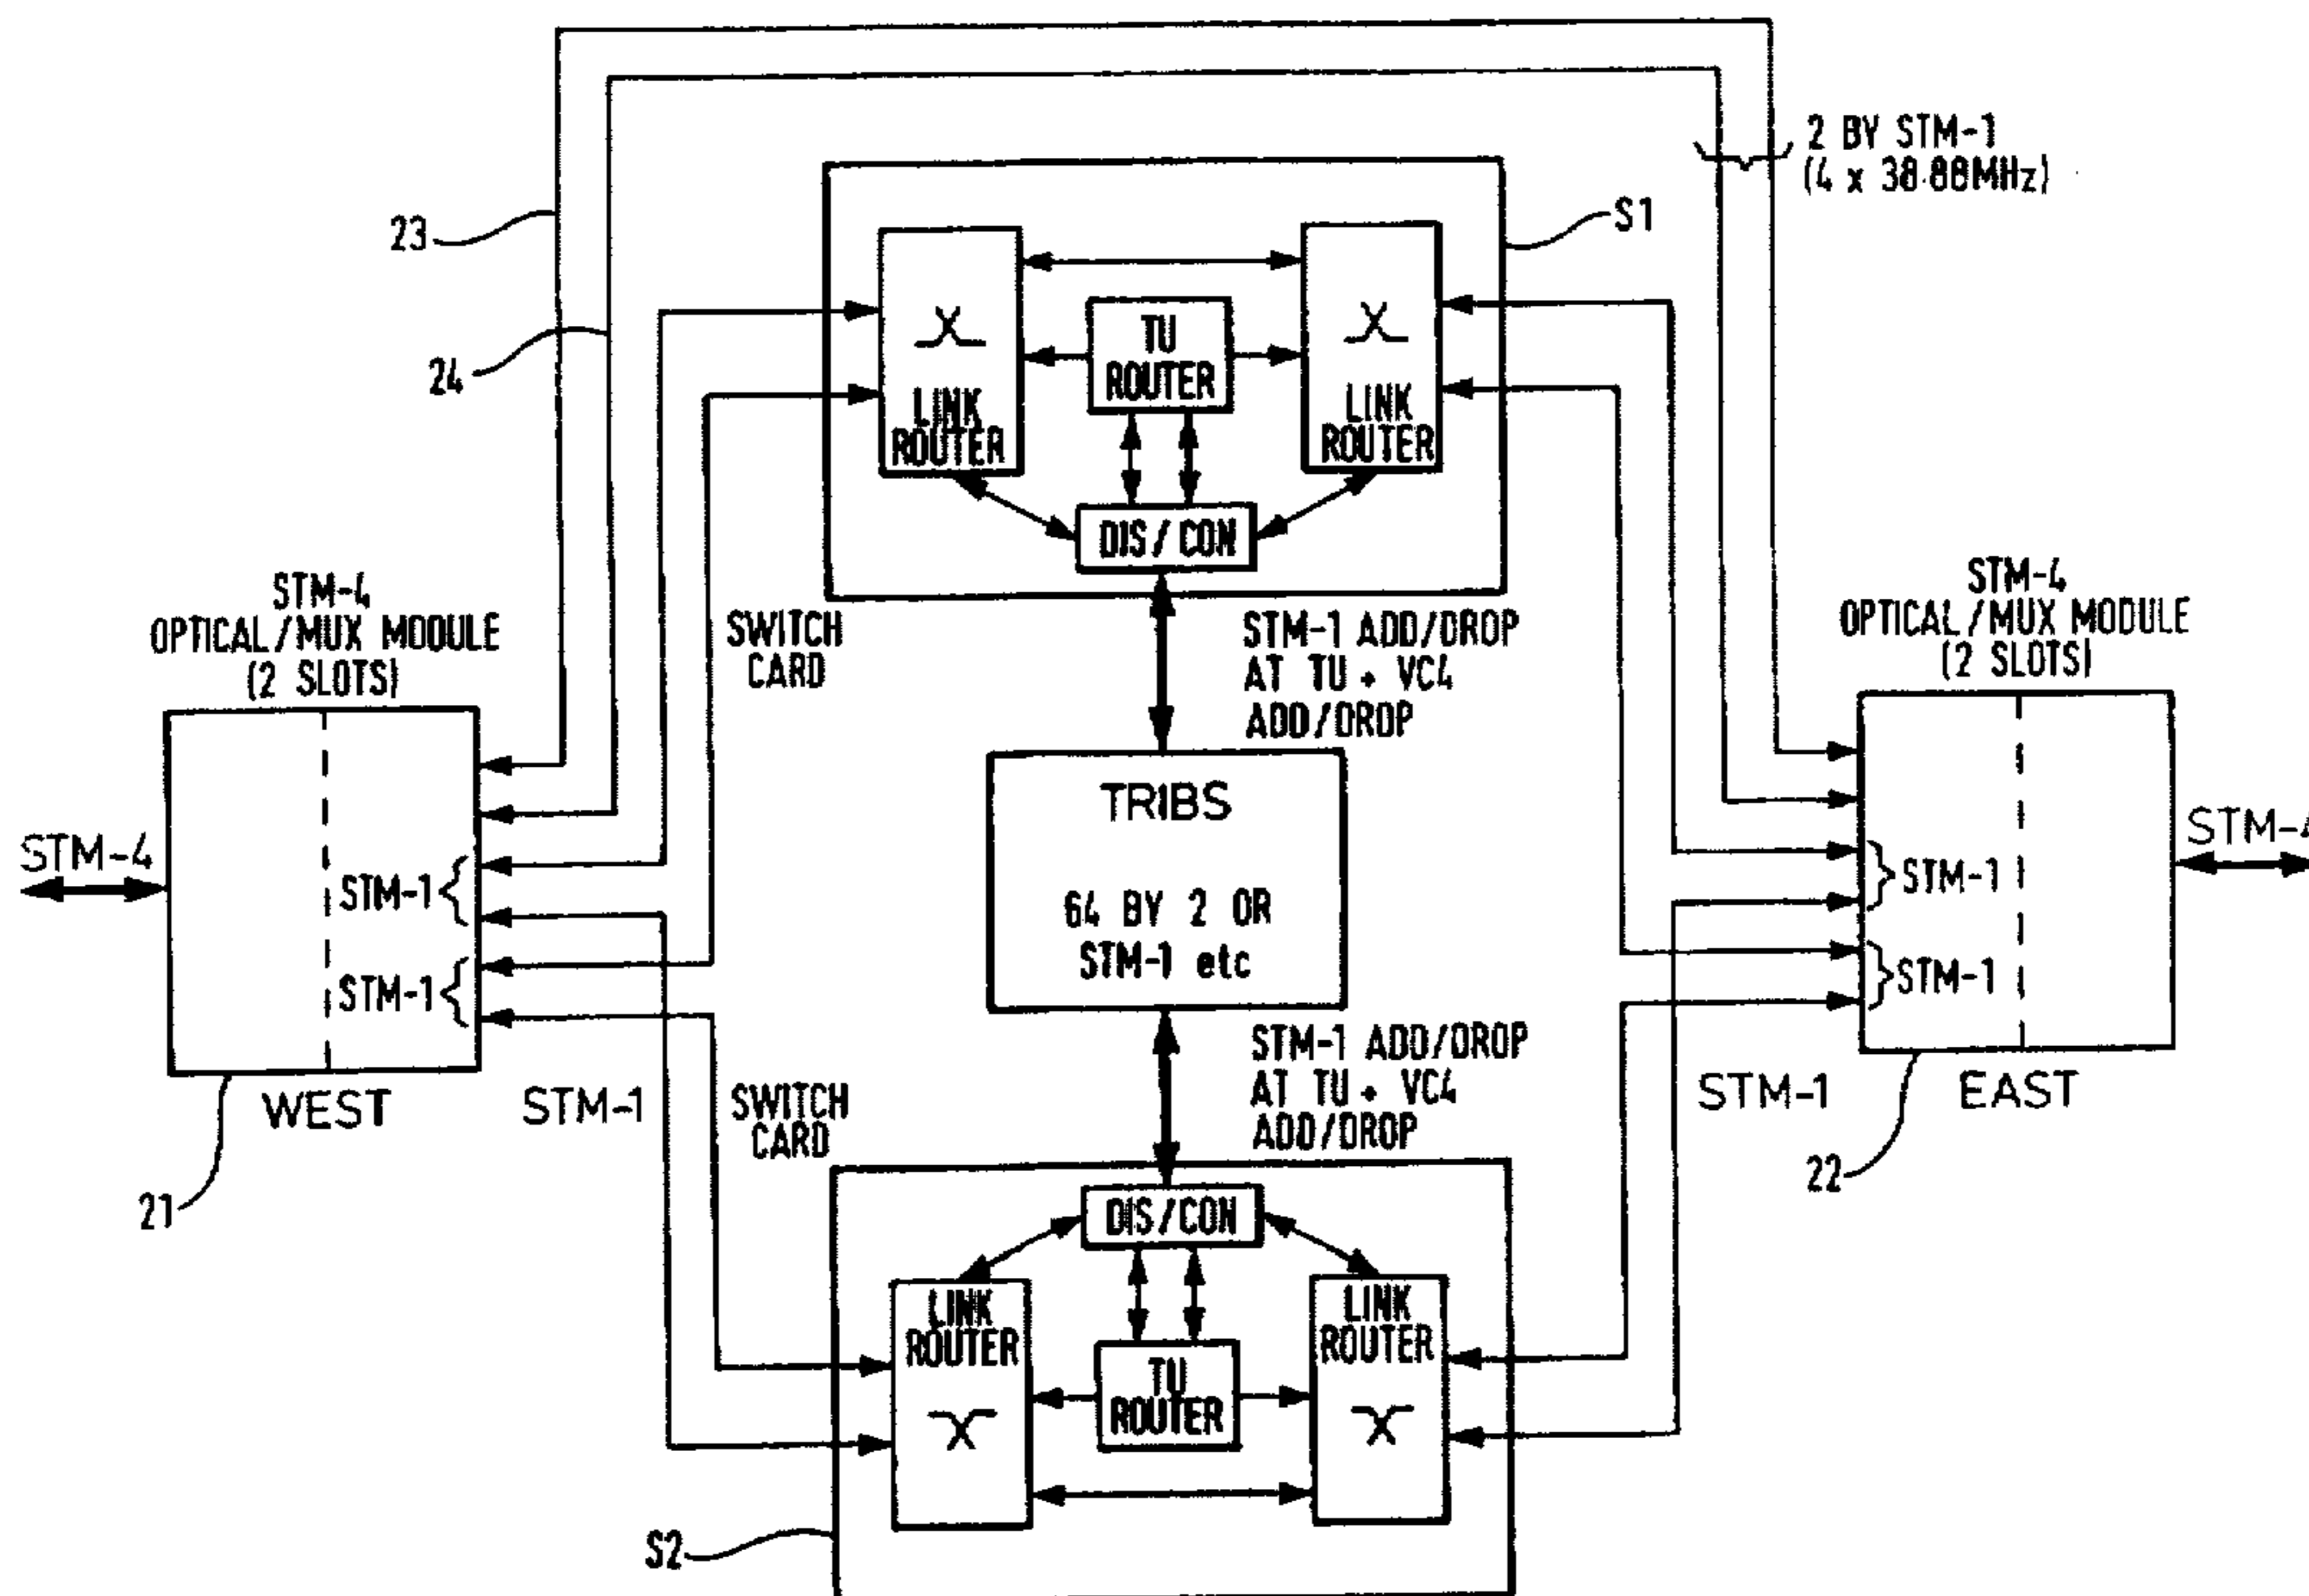 2 BY STM-1
(4 x 38·88MHz)
23
S1
24
TU
ROUTER
LINK
ROUTER
LINK
ROUTER
DIS/CON
STM-4
OPTICAL/MUX MODULE
(2 SLOTS)
SWITCH
CARD
STM-1 ADD/DROP
AT TU + VC4
ADD/DROP
STM-4
OPTICAL/MUX MODULE
(2 SLOTS)
TRIBS
64 BY 2 OR
STM-1 etc
STM-4
STM-1
STM-1
STM-4
STM-1
STM-1
WEST
STM-1
SWITCH
CARD
STM-1 ADD/DROP
AT TU + VC4
ADD/DROP
STM-1
EAST
21
22
DIS/CON
LINK
ROUTER
LINK
ROUTER
TU
ROUTER
S2